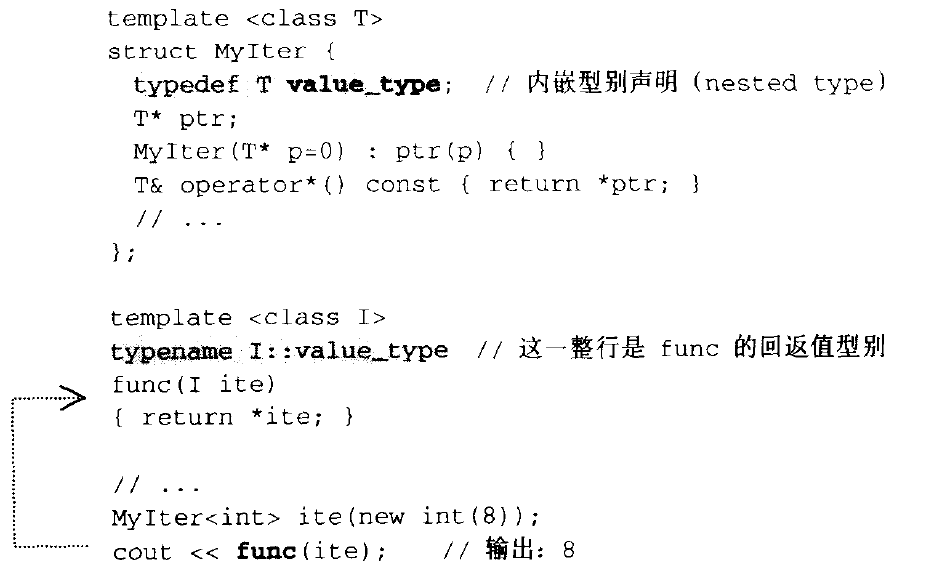 template <class T>
struct MyIter {
typedef T value_type; // 内嵌型别声明 (nested type)
T* ptr;
MyIter(T* p=0) : ptr(p) { }
T& operator*() const { return *ptr; }
// ...
};
template <class I>
typename I::value_type // 这一整行是 func 的回返值型别
func(I ite)
{ return *ite; }
// ...
MyIter<int> ite(new int(8));
cout << func(ite); // 输出: 8